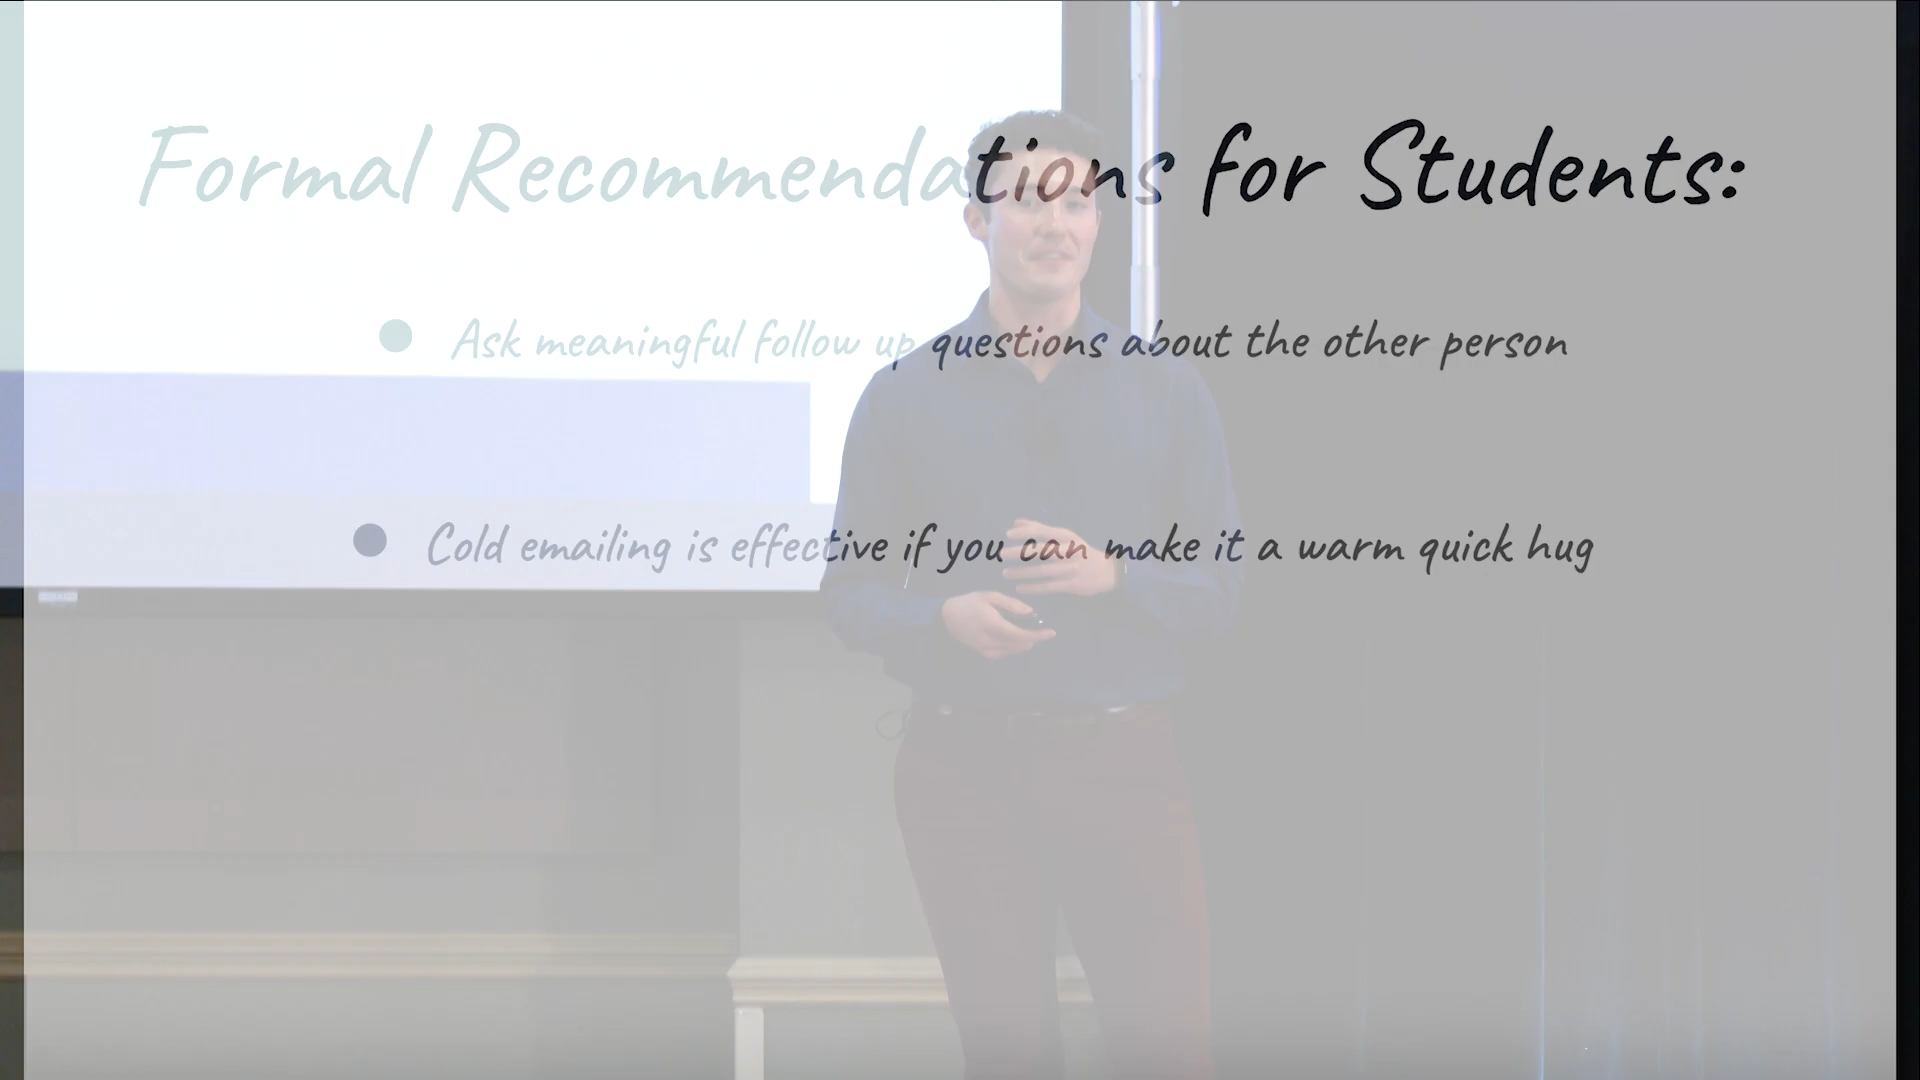 Formal Recommendations for Students:
● Ask meaningful follow up questions about the other person
● Cold emailing is effective if you can make it a warm quick hug